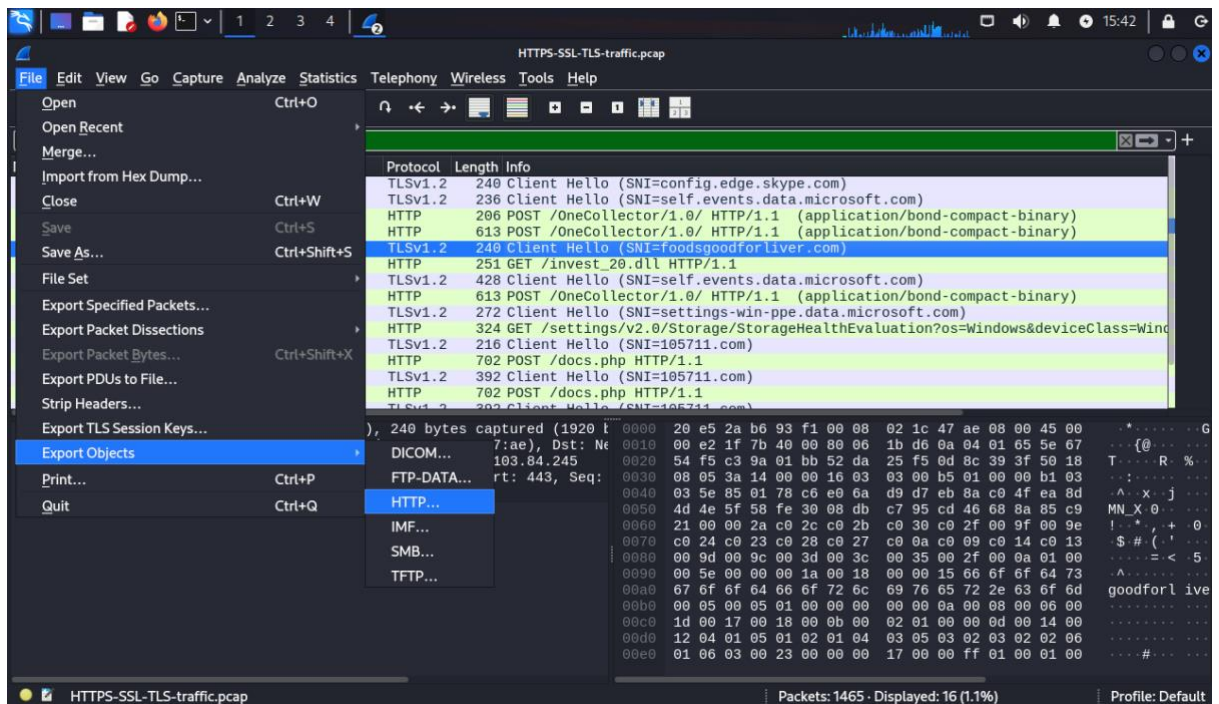 1 2 3 4 2 15:42
HTTPS-SSL-TLS-traffic.pcap
File Edit View Go Capture Analyze Statistics Telephony Wireless Tools Help
Open Ctrl+O
Open Recent
Merge...
Import from Hex Dump...
Close Ctrl+W
Save Ctrl+S
Save As... Ctrl+Shift+S
File Set
Export Specified Packets...
Export Packet Dissections
Export Packet Bytes... Ctrl+Shift+X
Export PDUs to File...
Strip Headers...
Export TLS Session Keys...
Export Objects
Print... Ctrl+P
Quit Ctrl+Q
DICOM...
FTP-DATA...
HTTP...
IMF...
SMB...
TFTP...
Protocol Length Info
TLSv1.2 240 Client Hello (SNI=config.edge.skype.com)
TLSv1.2 236 Client Hello (SNI=self.events.data.microsoft.com)
HTTP 206 POST /OneCollector/1.0/ HTTP/1.1 (application/bond-compact-binary)
HTTP 613 POST /OneCollector/1.0/ HTTP/1.1 (application/bond-compact-binary)
TLSv1.2 240 Client Hello (SNI=foodsgoodforliver.com)
HTTP 251 GET /invest_20.dll HTTP/1.1
TLSv1.2 428 Client Hello (SNI=self.events.data.microsoft.com)
HTTP 613 POST /OneCollector/1.0/ HTTP/1.1 (application/bond-compact-binary)
TLSv1.2 272 Client Hello (SNI=settings-win-ppe.data.microsoft.com)
HTTP 324 GET /settings/v2.0/Storage/StorageHealthEvaluation?os=Windows&deviceClass=Wind
TLSv1.2 216 Client Hello (SNI=105711.com)
HTTP 702 POST /docs.php HTTP/1.1
TLSv1.2 392 Client Hello (SNI=105711.com)
HTTP 702 POST /docs.php HTTP/1.1
TLSv1.2 392 Client Hello (SNI=105711.com)
), 240 bytes captured (1920 b
7:ae), Dst: Ne
103.84.245
rt: 443, Seq:
0000 20 e5 2a b6 93 f1 00 08 02 1c 47 ae 08 00 45 00 ·*····· ··G
0010 00 e2 1f 7b 40 00 80 06 1b d6 0a 04 01 65 5e 67 ···{@··· ···
0020 54 f5 c3 9a 01 bb 52 da 25 f5 0d 8c 39 3f 50 18 T·····R· %··
0030 08 05 3a 14 00 00 16 03 03 00 b5 01 00 00 b1 03 ··:····· ···
0040 03 5e 85 01 78 c6 e0 6a d9 d7 eb 8a c0 4f ea 8d ·^··x··j ···
0050 4d 4e 5f 58 fe 30 08 db c7 95 cd 46 68 8a 85 c9 MN_X·0·· ···
0060 21 00 00 2a c0 2c c0 2b c0 30 c0 2f 00 9f 00 9e !··*·,·+ ·0·
0070 c0 24 c0 23 c0 28 c0 27 c0 0a c0 09 c0 14 c0 13 ·$·#·(·' ···
0080 00 9d 00 9c 00 3d 00 3c 00 35 00 2f 00 0a 01 00 ·····=·< ·5·
0090 00 5e 00 00 00 1a 00 18 00 00 15 66 6f 6f 64 73 ·^······ ···
00a0 67 6f 6f 64 66 6f 72 6c 69 76 65 72 2e 63 6f 6d goodforl ive
00b0 00 05 00 05 01 00 00 00 00 00 0a 00 08 00 06 00 ········ ···
00c0 1d 00 17 00 18 00 0b 00 02 01 00 00 0d 00 14 00 ········ ···
00d0 12 04 01 05 01 02 01 04 03 05 03 02 03 02 02 06 ········ ···
00e0 01 06 03 00 23 00 00 00 17 00 00 ff 01 00 01 00 ····#··· ···
HTTPS-SSL-TLS-traffic.pcap Packets: 1465 · Displayed: 16 (1.1%) Profile: Default